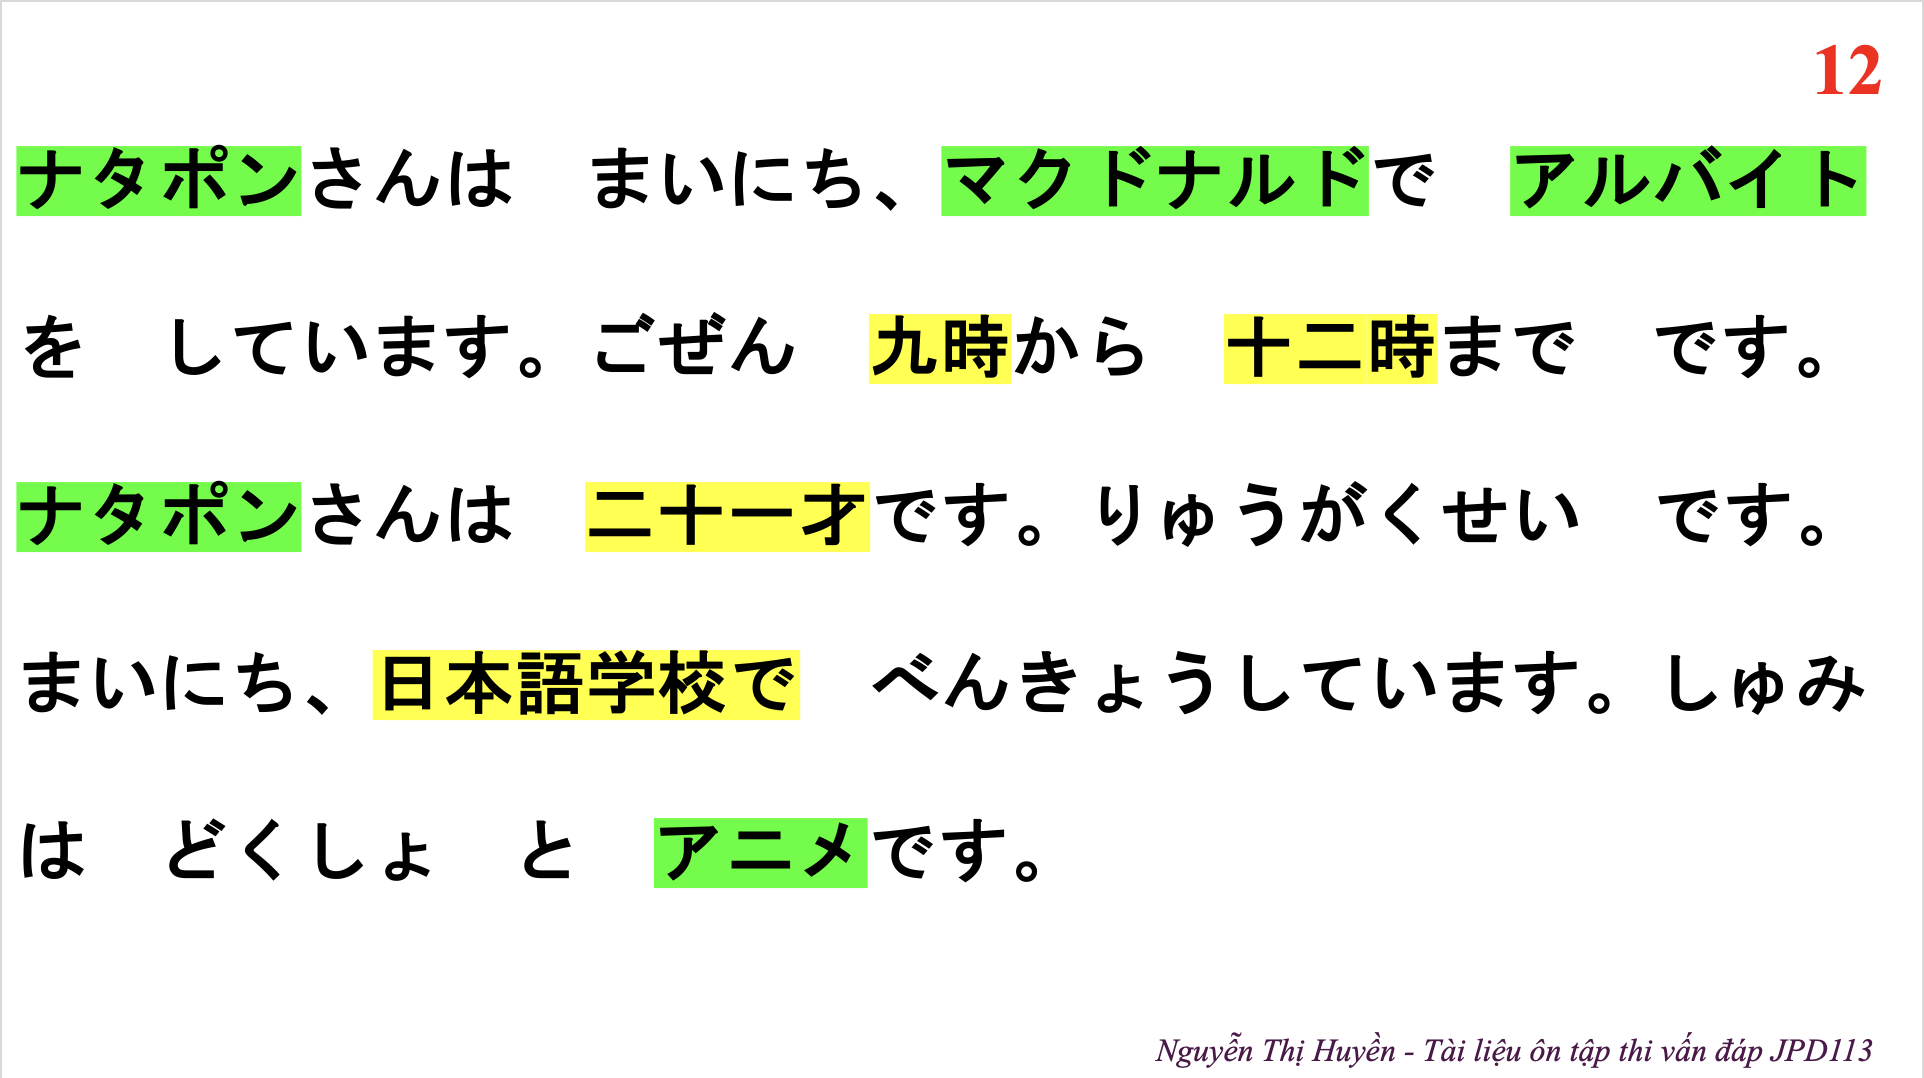 12
ナタポンさんは　まいにち、マクドナルドで　アルバイト
を　しています。ごぜん　九時から　十二時まで　です。
ナタポンさんは　二十一才です。りゅうがくせい　です。
まいにち、日本語学校で　べんきょうしています。しゅみ
は　どくしょ　と　アニメです。
Nguyễn Thị Huyền - Tài liệu ôn tập thi vấn đáp JPD113